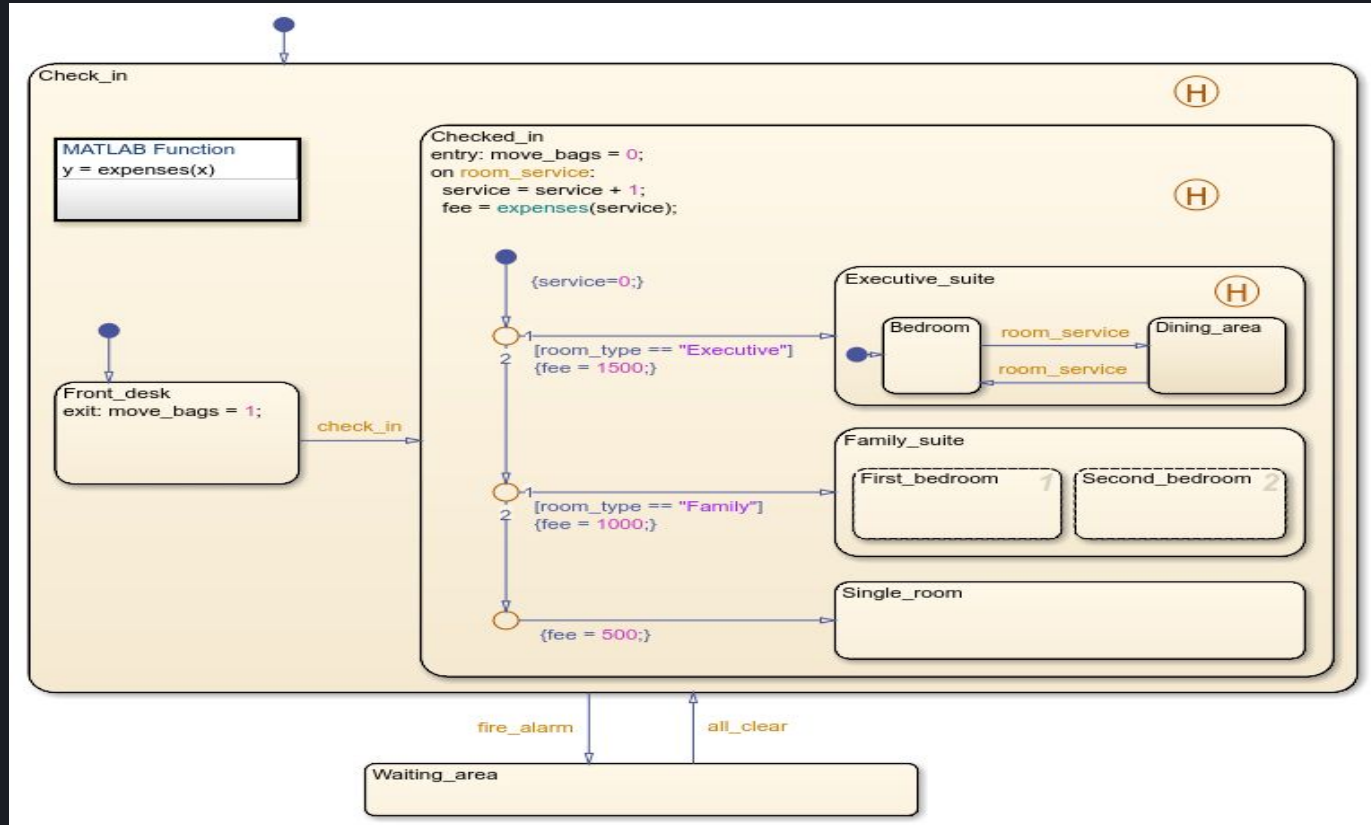 Check_in
H
MATLAB Function
y = expenses(x)
Checked_in
entry: move_bags = 0;
on room_service:
service = service + 1;
fee = expenses(service);
H
{service=0;}
Executive_suite
H
Bedroom
room_service
Dining_area
room_service
1
2
[room_type == "Executive"]
{fee = 1500;}
Front_desk
exit: move_bags = 1;
check_in
Family_suite
First_bedroom 1
Second_bedroom 2
1
2
[room_type == "Family"]
{fee = 1000;}
Single_room
{fee = 500;}
fire_alarm
all_clear
Waiting_area